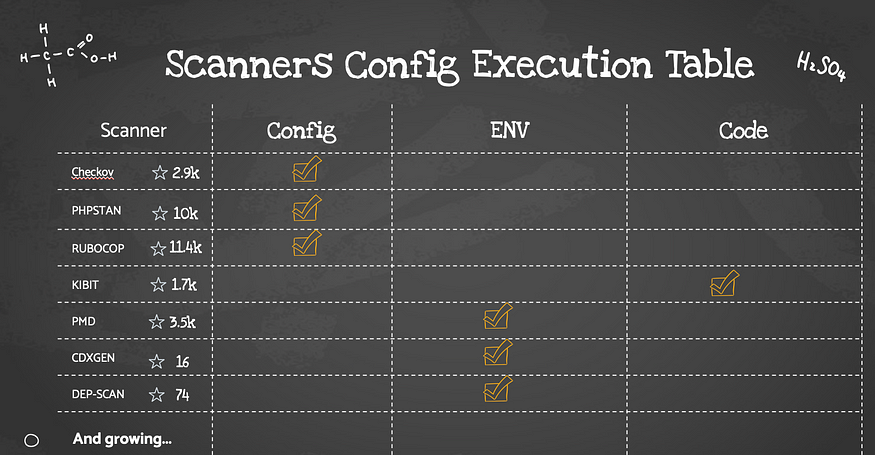 H
H-C-C
O
O-H
H
Scanners Config Execution Table
H2SO4
Scanner Config ENV Code
Checkov ☆ 2.9k
PHPSTAN ☆ 10k
RUBOCOP ☆ 11.4k
KIBIT ☆ 1.7k
PMD ☆ 3.5k
CDXGEN ☆ 16
DEP-SCAN ☆ 74
And growing...